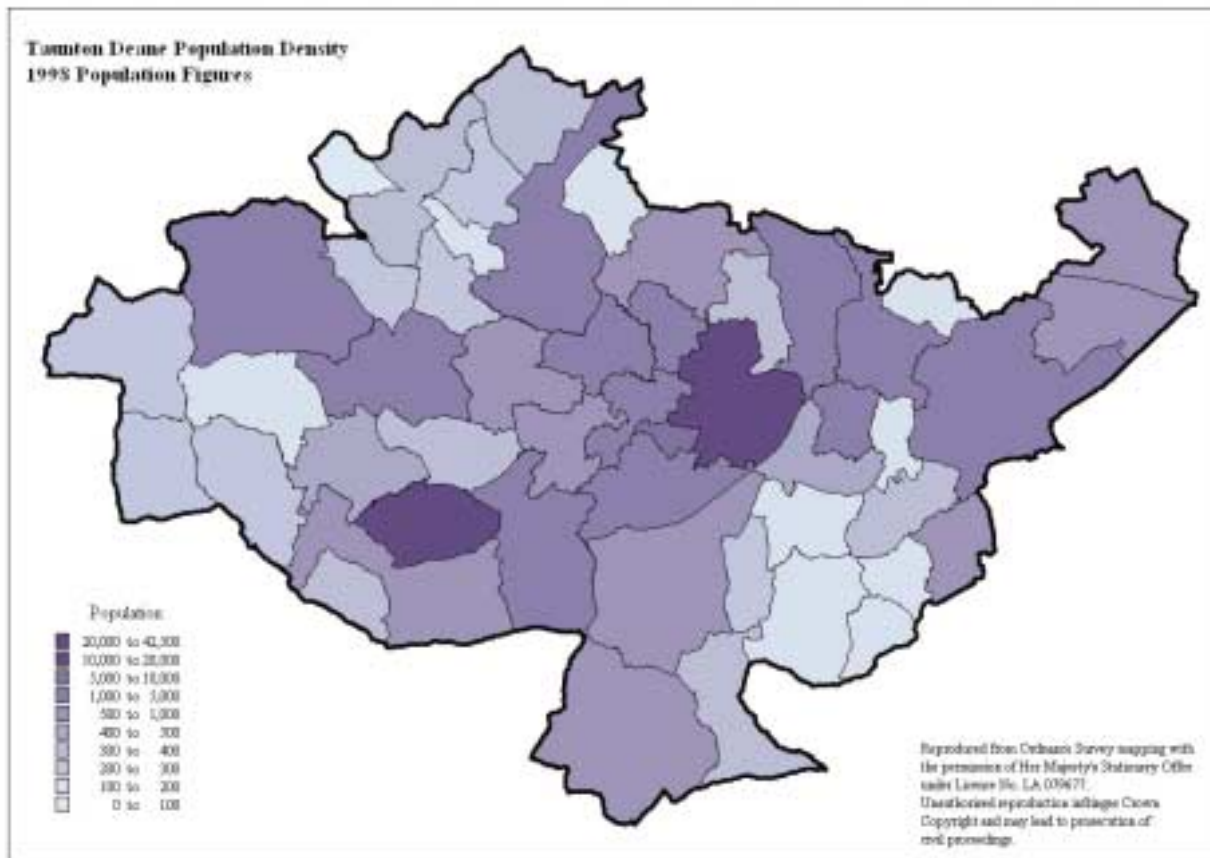 Taunton Deane Population Density
1998 Population Figures
Population
20,000 to 42,300
10,000 to 20,000
5,000 to 10,000
1,000 to 5,000
500 to 1,000
400 to 500
300 to 400
200 to 300
100 to 200
0 to 100
Reproduced from Ordnance Survey mapping with
the permission of Her Majesty's Stationery Office
under Licence No. LA 079677.
Unauthorised reproduction infringes Crown
Copyright and may lead to prosecution of
civil proceedings.